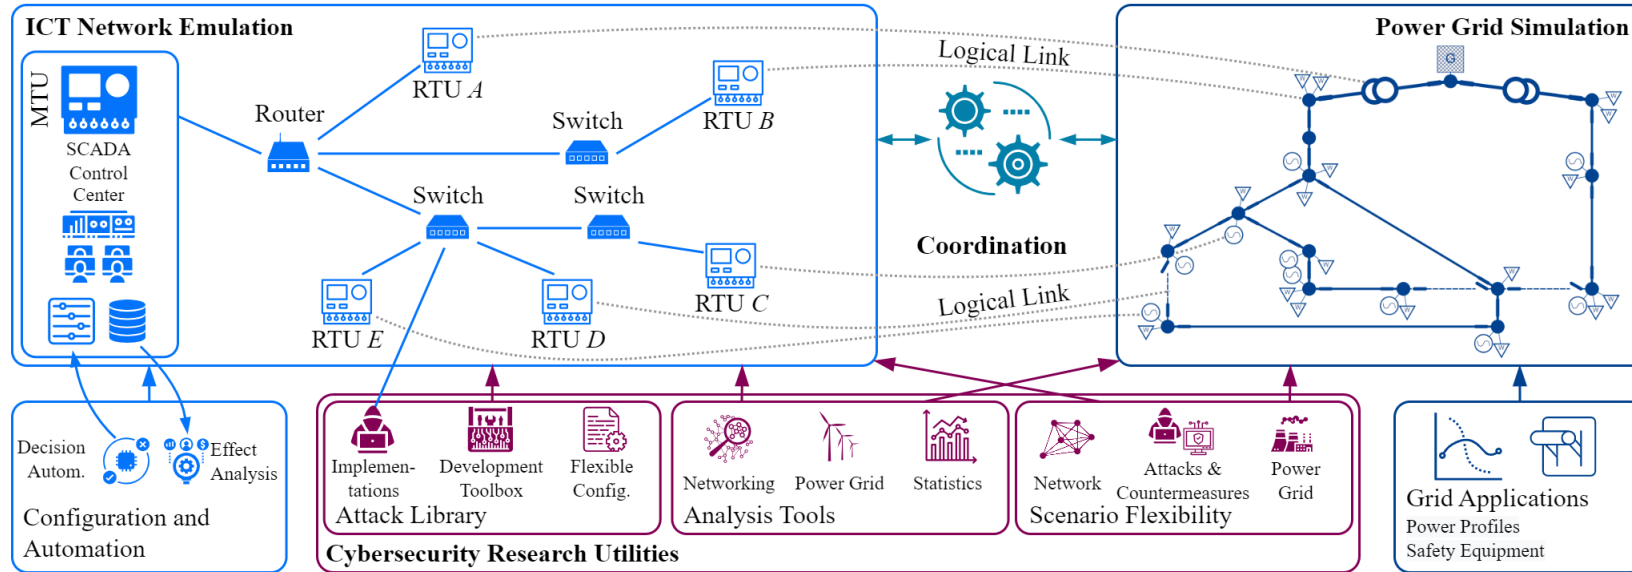 ICT Network Emulation
MTU
SCADA
Control
Center
Router
RTU A
Switch
RTU B
Switch
Switch
RTU C
RTU D
RTU E
Logical Link
Coordination
Logical Link
Power Grid Simulation
G
Decision
Autom.
Effect
Analysis
Configuration and
Automation
Implemen-
tations
Development
Toolbox
Flexible
Config.
Attack Library
Networking
Power Grid
Statistics
Analysis Tools
Network
Attacks &
Countermeasures
Power
Grid
Scenario Flexibility
Cybersecurity Research Utilities
Grid Applications
Power Profiles
Safety Equipment